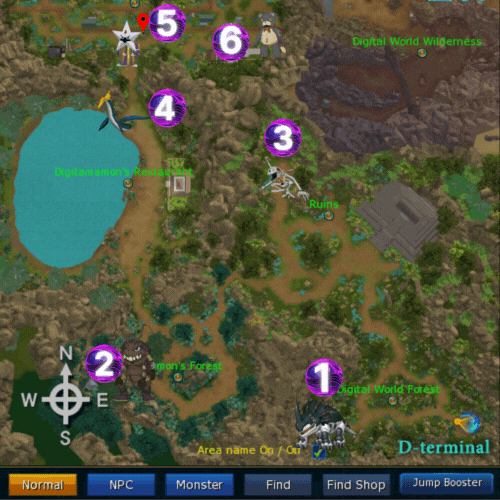 5
6
Digital World Wilderness
4
3
Digitamamon's Restaurant
Ruins
N
2
mon's Forest
1
W E
Digital World Forest
S
D-terminal
Area name On / Off
Normal NPC Monster Find Find Shop Jump Booster